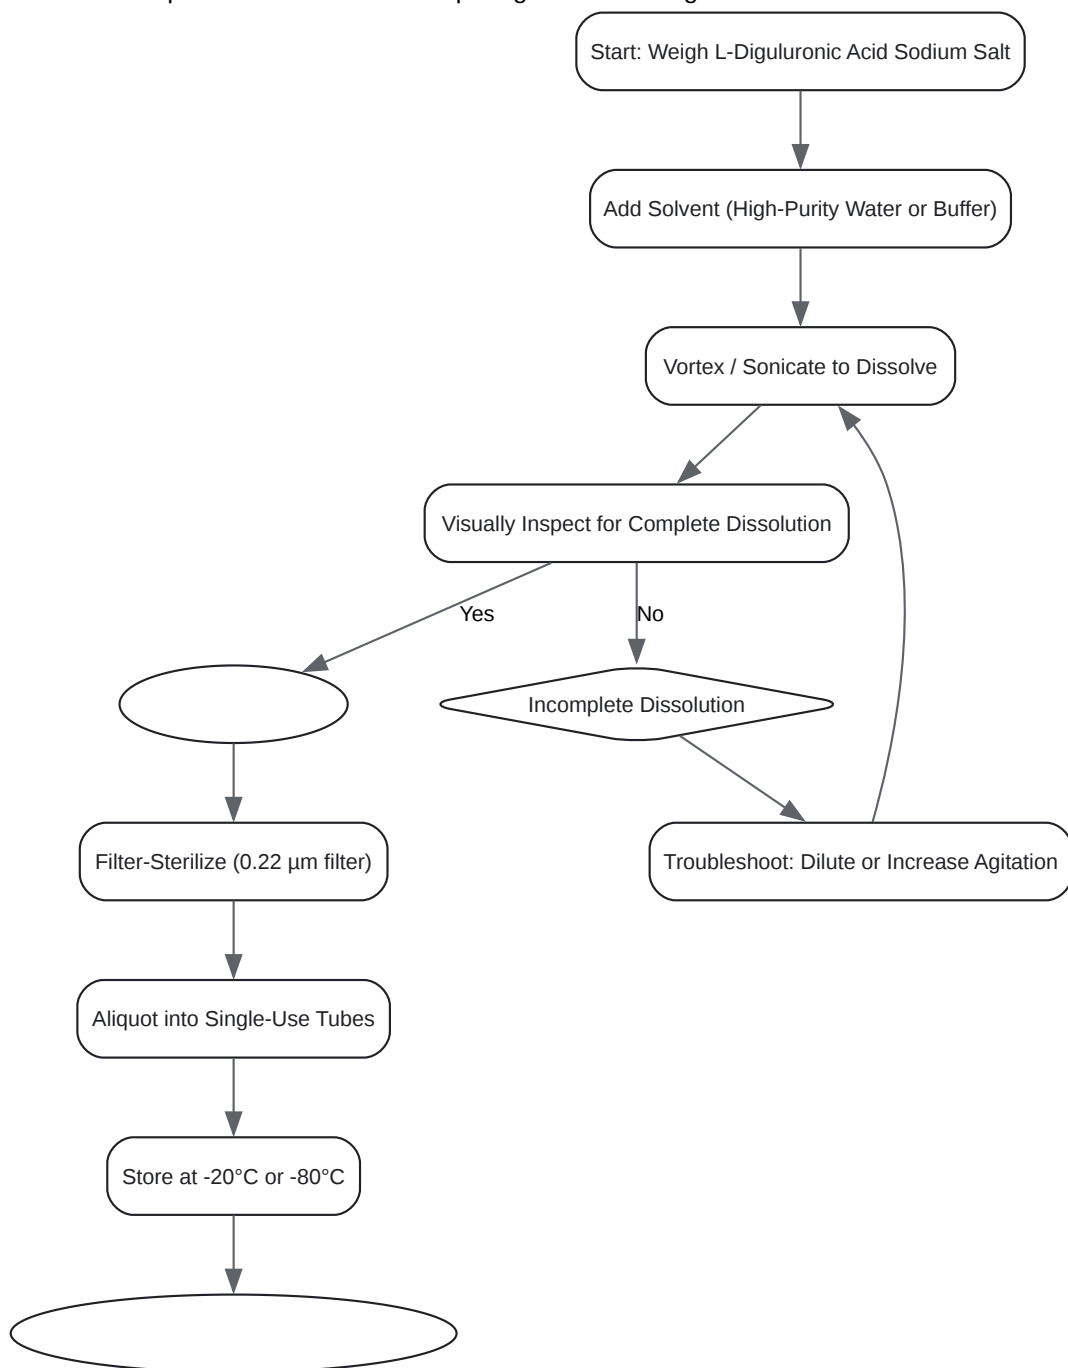 Start: Weigh L-Diguluronic Acid Sodium Salt
Add Solvent (High-Purity Water or Buffer)
Vortex / Sonicate to Dissolve
Visually Inspect for Complete Dissolution
Yes
No
Incomplete Dissolution
Filter-Sterilize (0.22 µm filter)
Troubleshoot: Dilute or Increase Agitation
Aliquot into Single-Use Tubes
Store at -20°C or -80°C